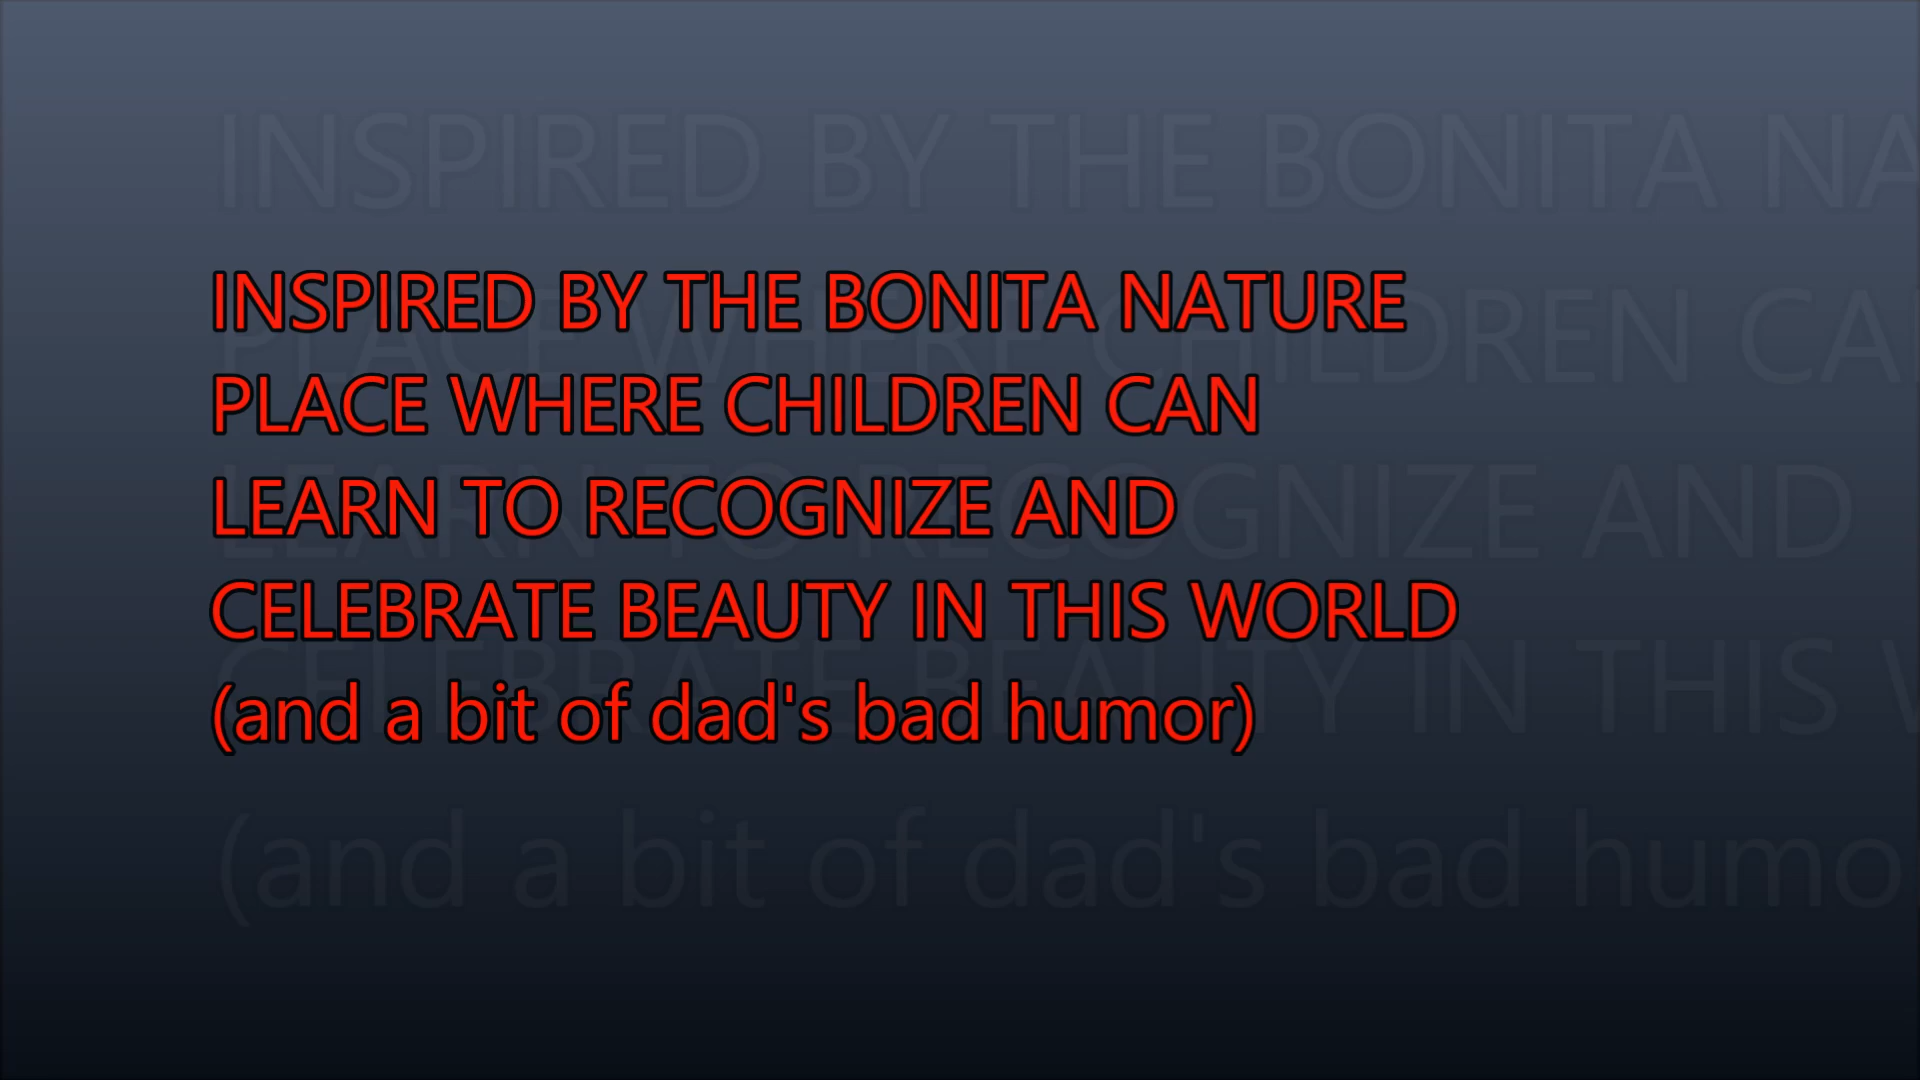 INSPIRED BY THE BONITA NATURE
PLACE WHERE CHILDREN CAN
LEARN TO RECOGNIZE AND
CELEBRATE BEAUTY IN THIS WORLD
(and a bit of dad's bad humor)